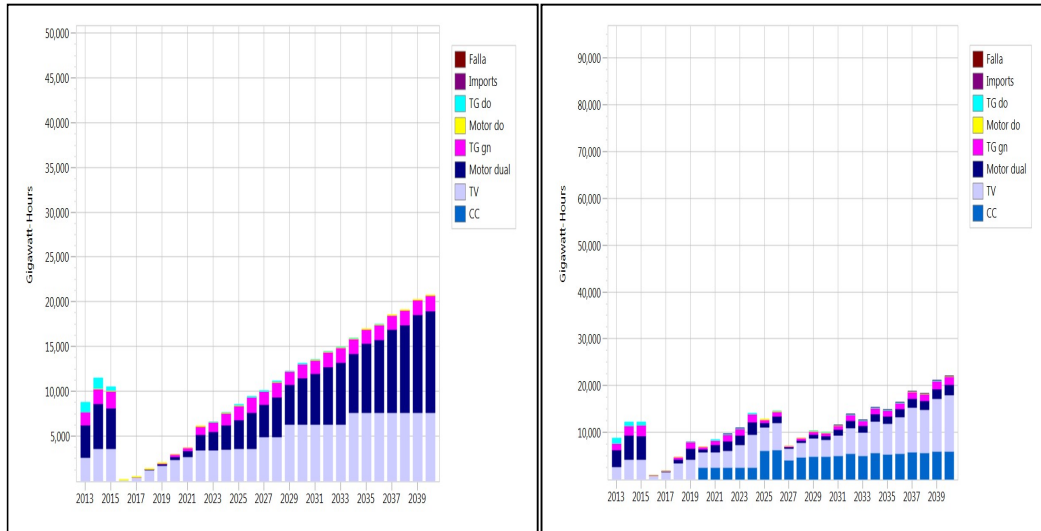 50,000
45,000
40,000
35,000
30,000
25,000
20,000
15,000
10,000
5,000
Gigawatt-Hours
2013 2015 2017 2019 2021 2023 2025 2027 2029 2031 2033 2035 2037 2039
Falla
Imports
TG do
Motor do
TG gn
Motor dual
TV
CC
90,000
80,000
70,000
60,000
50,000
40,000
30,000
20,000
10,000
Gigawatt-Hours
2013 2015 2017 2019 2021 2023 2025 2027 2029 2031 2033 2035 2037 2039
Falla
Imports
TG do
Motor do
TG gn
Motor dual
TV
CC